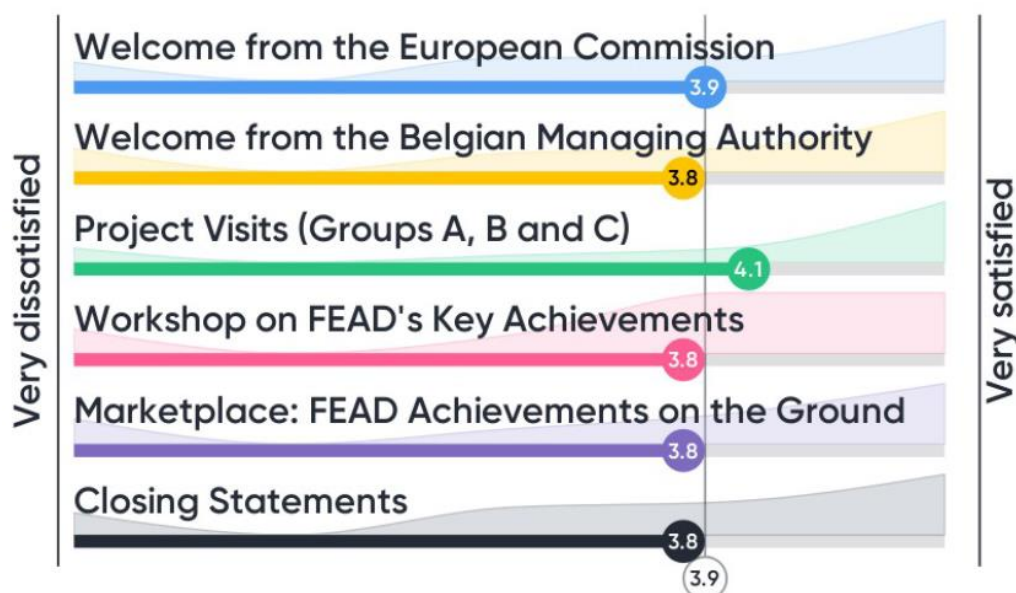 Welcome from the European Commission
3.9
Welcome from the Belgian Managing Authority
3.8
Project Visits (Groups A, B and C)
4.1
Workshop on FEAD's Key Achievements
3.8
Marketplace: FEAD Achievements on the Ground
3.8
Closing Statements
3.8
3.9
Very dissatisfied
Very satisfied